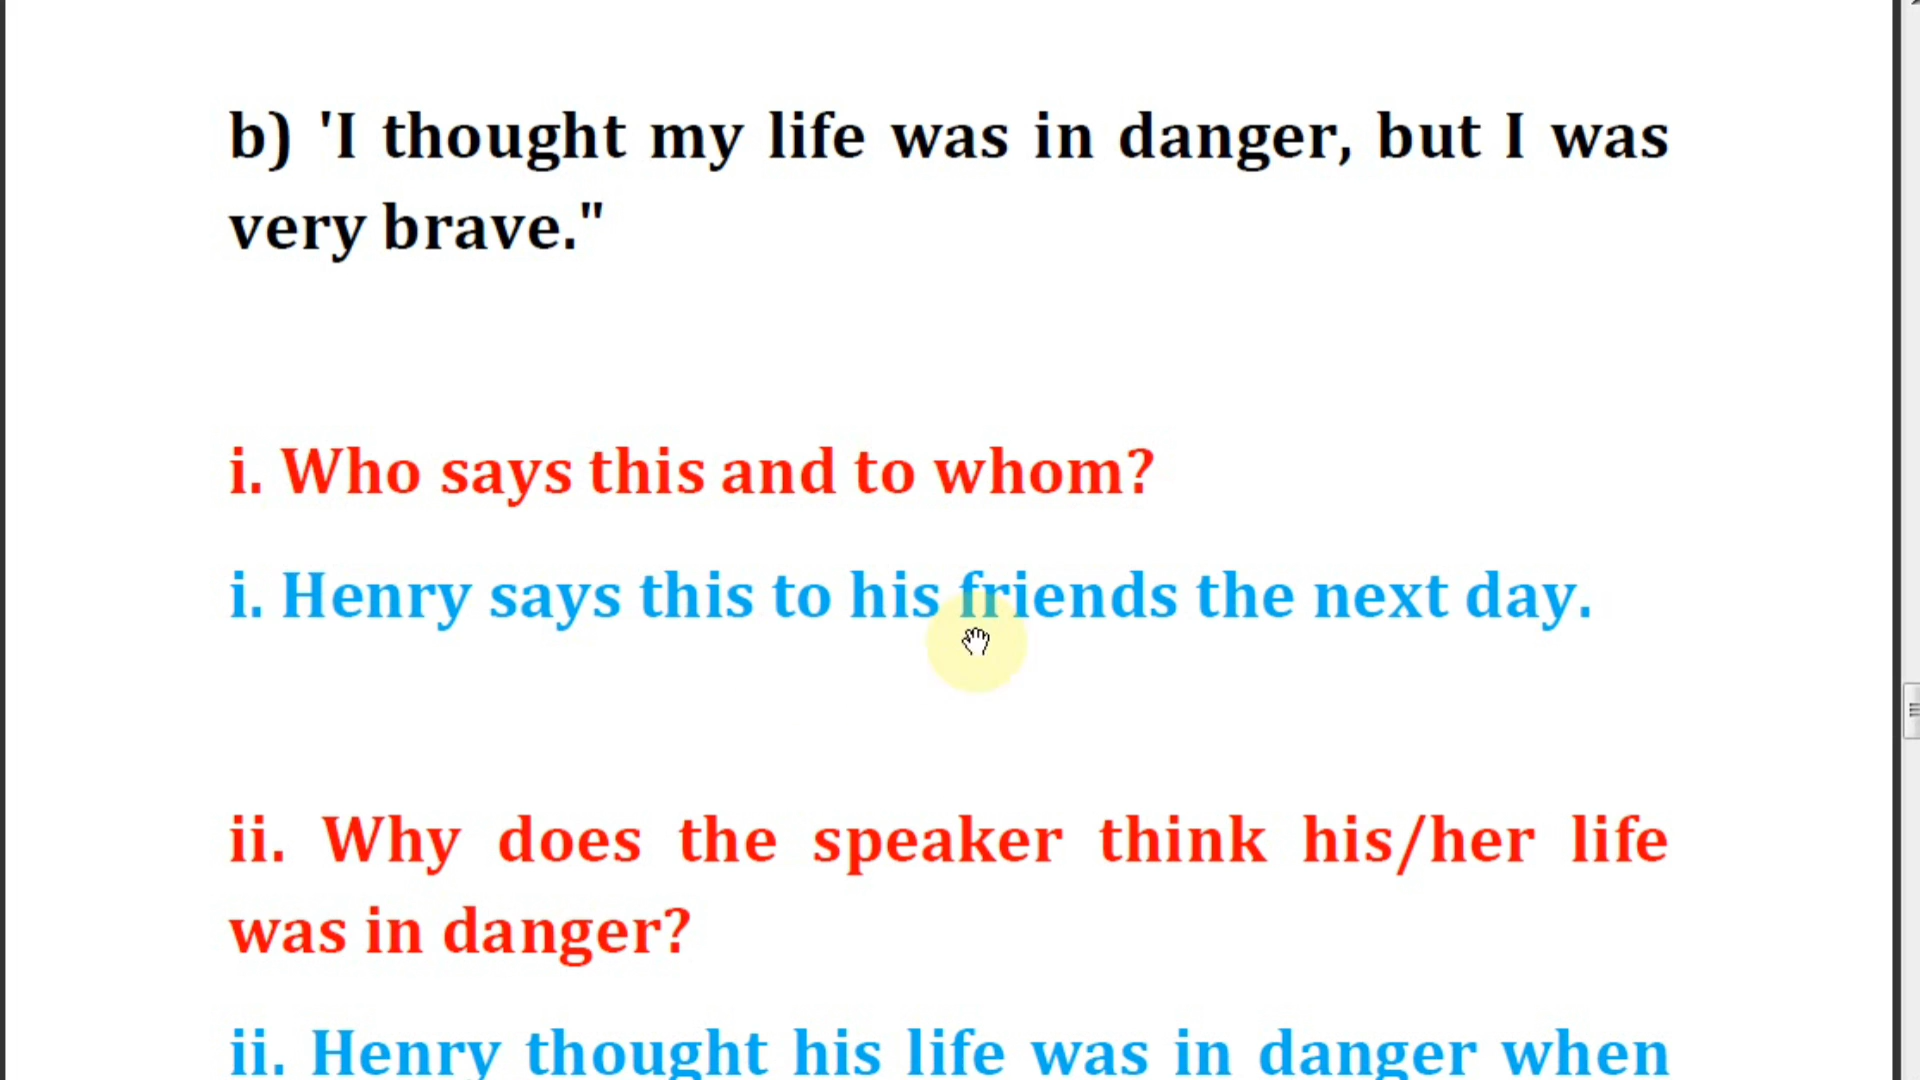 b) 'I thought my life was in danger, but I was
very brave."
i. Who says this and to whom?
i. Henry says this to his friends the next day.
ii. Why does the speaker think his/her life
was in danger?
ii. Henry thought his life was in danger when